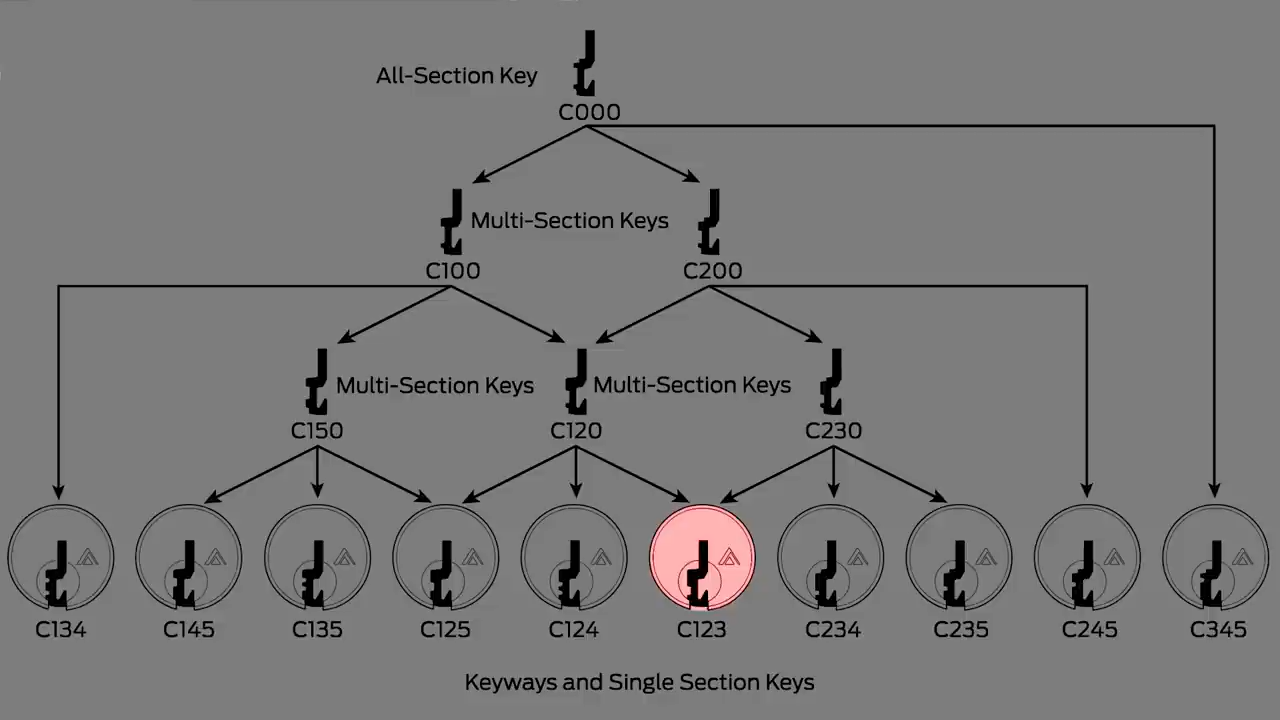 All-Section Key
C000
Multi-Section Keys
C100
C200
Multi-Section Keys
Multi-Section Keys
C150
C120
C230
C134
C145
C135
C125
C124
C123
C234
C235
C245
C345
Keyways and Single Section Keys